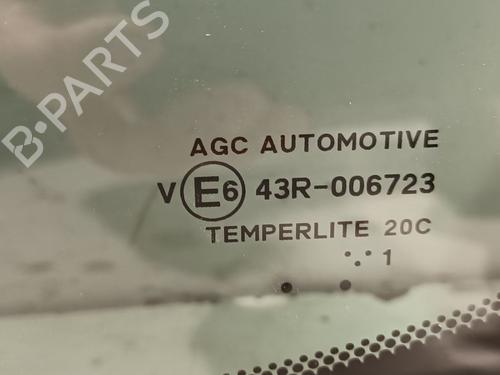 B-PARTS
AGC AUTOMOTIVE
V E6 43R-006723
TEMPERLITE 20C
1